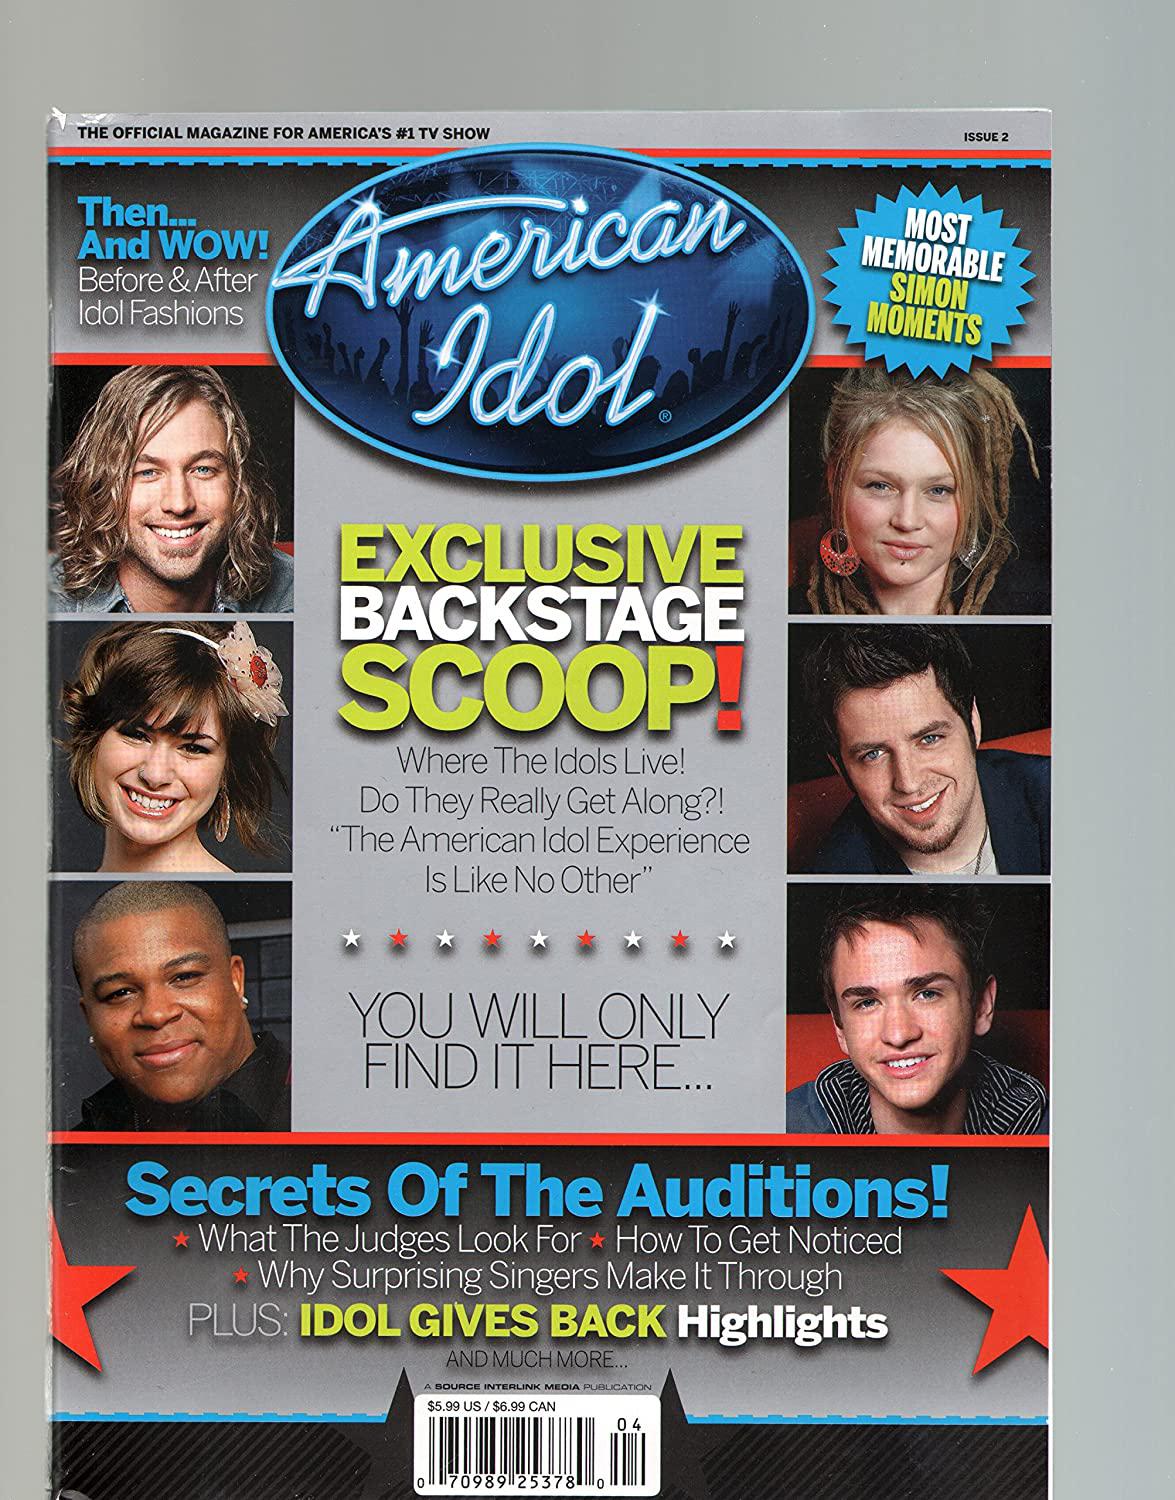 THE OFFICIAL MAGAZINE FOR AMERICA'S #1 TV SHOW
ISSUE 2
Then...
And WOW!
Before & After
Idol Fashions
American
Idol®
MOST
MEMORABLE
SIMON
MOMENTS
EXCLUSIVE
BACKSTAGE
SCOOP!
Where The Idols Live!
Do They Really Get Along?!
“The American Idol Experience
Is Like No Other”
YOU WILL ONLY
FIND IT HERE...
Secrets Of The Auditions!
★ What The Judges Look For ★ How To Get Noticed
★ Why Surprising Singers Make It Through
PLUS: IDOL GIVES BACK Highlights
AND MUCH MORE...
A SOURCE INTERLINK MEDIA PUBLICATION
$5.99 US / $6.99 CAN
04
0 70989 25378 0